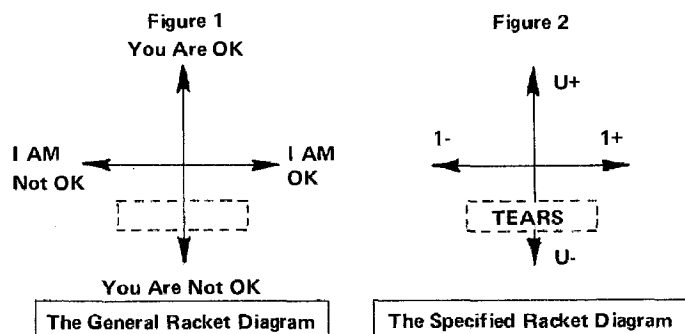 Figure 1
You Are OK
I AM
Not OK
I AM
OK
You Are Not OK
The General Racket Diagram
Figure 2
U+
1-
1+
TEARS
U-
The Specified Racket Diagram